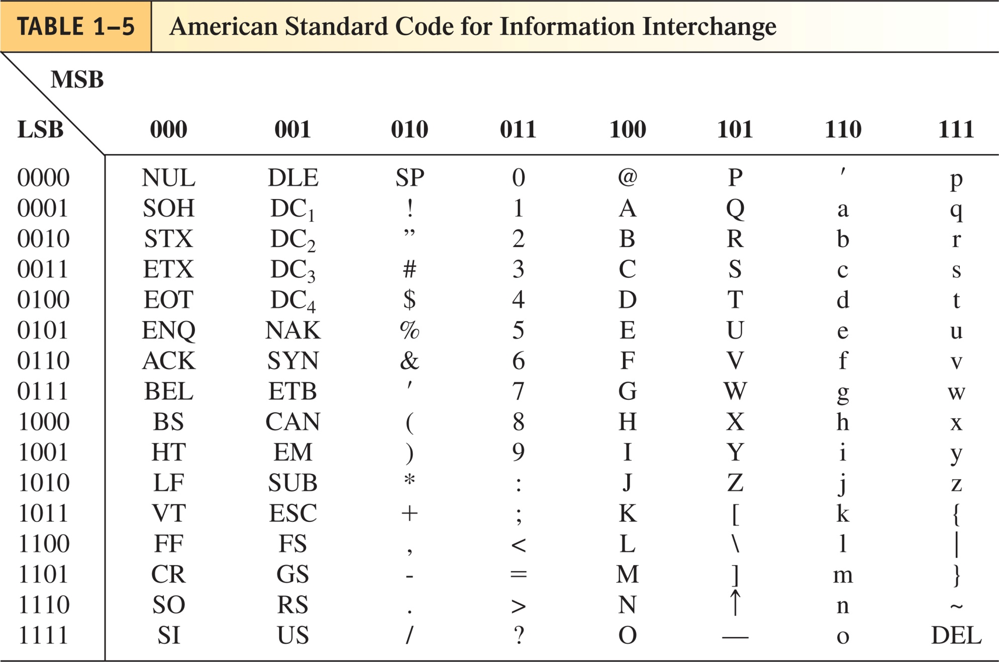 TABLE 1–5 American Standard Code for Information Interchange
MSB
LSB 000 001 010 011 100 101 110 111
0000 NUL DLE SP 0 @ P ′ p
0001 SOH DC₁ ! 1 A Q a q
0010 STX DC₂ ” 2 B R b r
0011 ETX DC₃ # 3 C S c s
0100 EOT DC₄ $ 4 D T d t
0101 ENQ NAK % 5 E U e u
0110 ACK SYN & 6 F V f v
0111 BEL ETB ′ 7 G W g w
1000 BS CAN ( 8 H X h x
1001 HT EM ) 9 I Y i y
1010 LF SUB * : J Z j z
1011 VT ESC + ; K [ k {
1100 FF FS , < L \ l |
1101 CR GS - = M ] m }
1110 SO RS . > N ↑ n ~
1111 SI US / ? O — o DEL